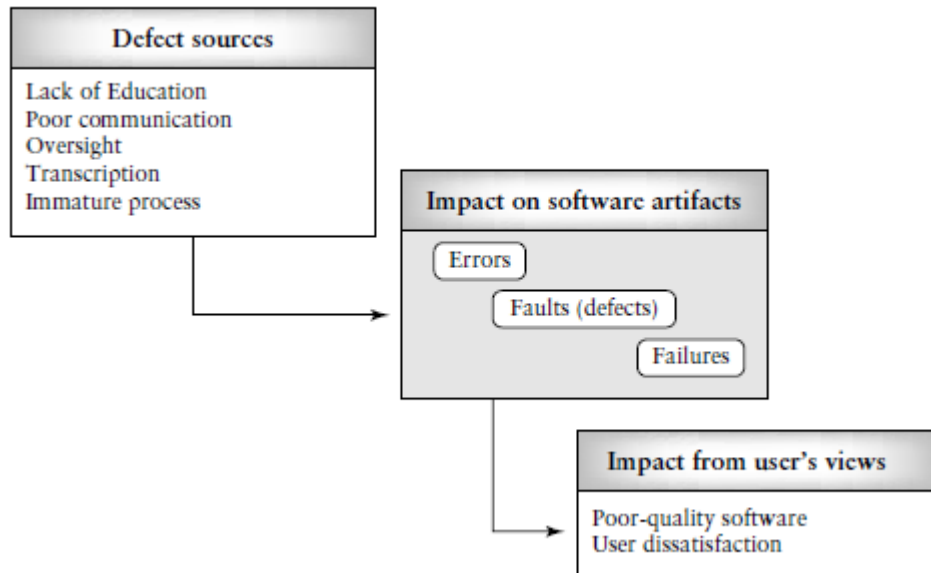 Defect sources
Lack of Education
Poor communication
Oversight
Transcription
Immature process
Impact on software artifacts
Errors
Faults (defects)
Failures
Impact from user's views
Poor-quality software
User dissatisfaction